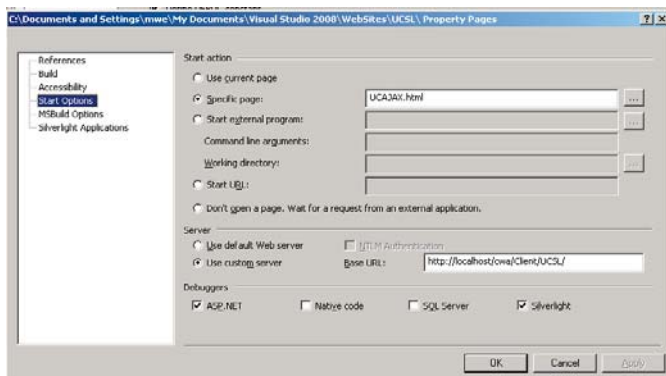 C:\Documents and Settings\mwe\My Documents\Visual Studio 2008\WebSites\UCSL\ Property Pages
References
Build
Accessibility
Start Options
MSBuild Options
Silverlight Applications
Start action
Use current page
Specific page: UCAJAX.html ...
Start external program: ...
Command line arguments:
Working directory: ...
Start URL:
Don't open a page. Wait for a request from an external application.
Server
Use default Web server NTLM Authentication
Use custom server Base URL: http://localhost/cwa/Client/UCSL/
Debuggers
ASP.NET Native code SQL Server Silverlight
OK Cancel Apply